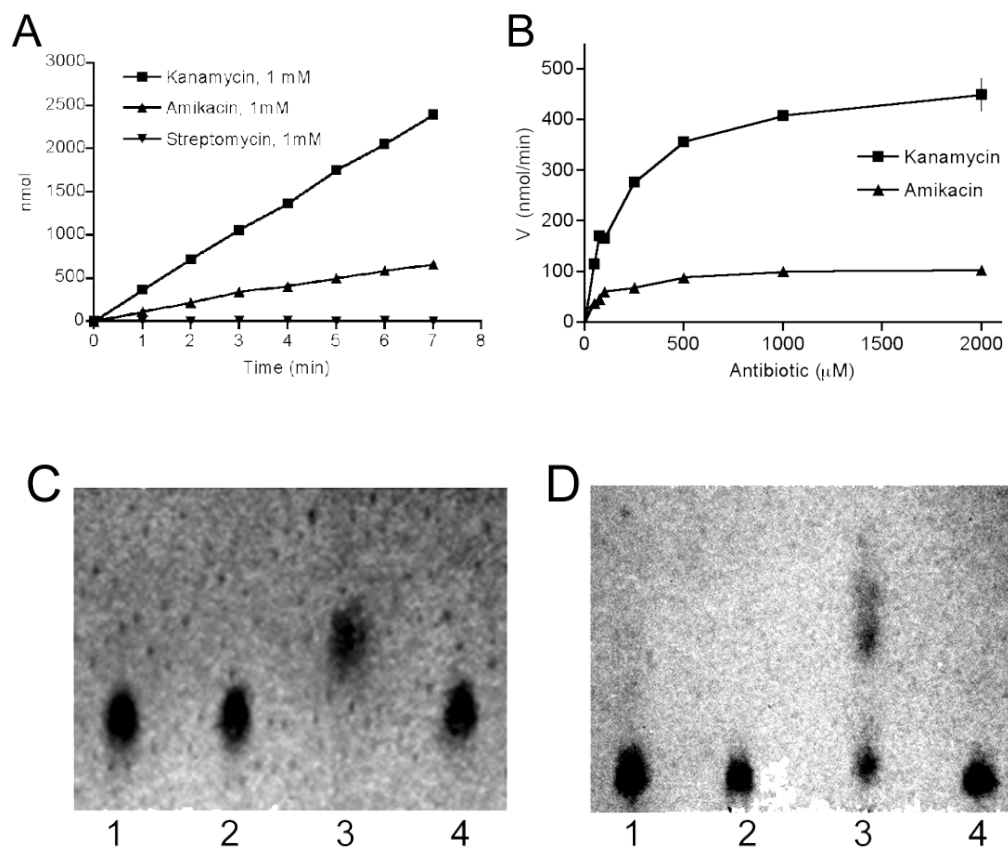 A
3000
2500
2000
1500
1000
500
0
nmol
Kanamycin, 1 mM
Amikacin, 1mM
Streptomycin, 1mM
0 1 2 3 4 5 6 7 8
Time (min)
B
500
400
300
200
100
0
V (nmol/min)
Kanamycin
Amikacin
0 500 1000 1500 2000
Antibiotic (μM)
C
1 2 3 4
D
1 2 3 4